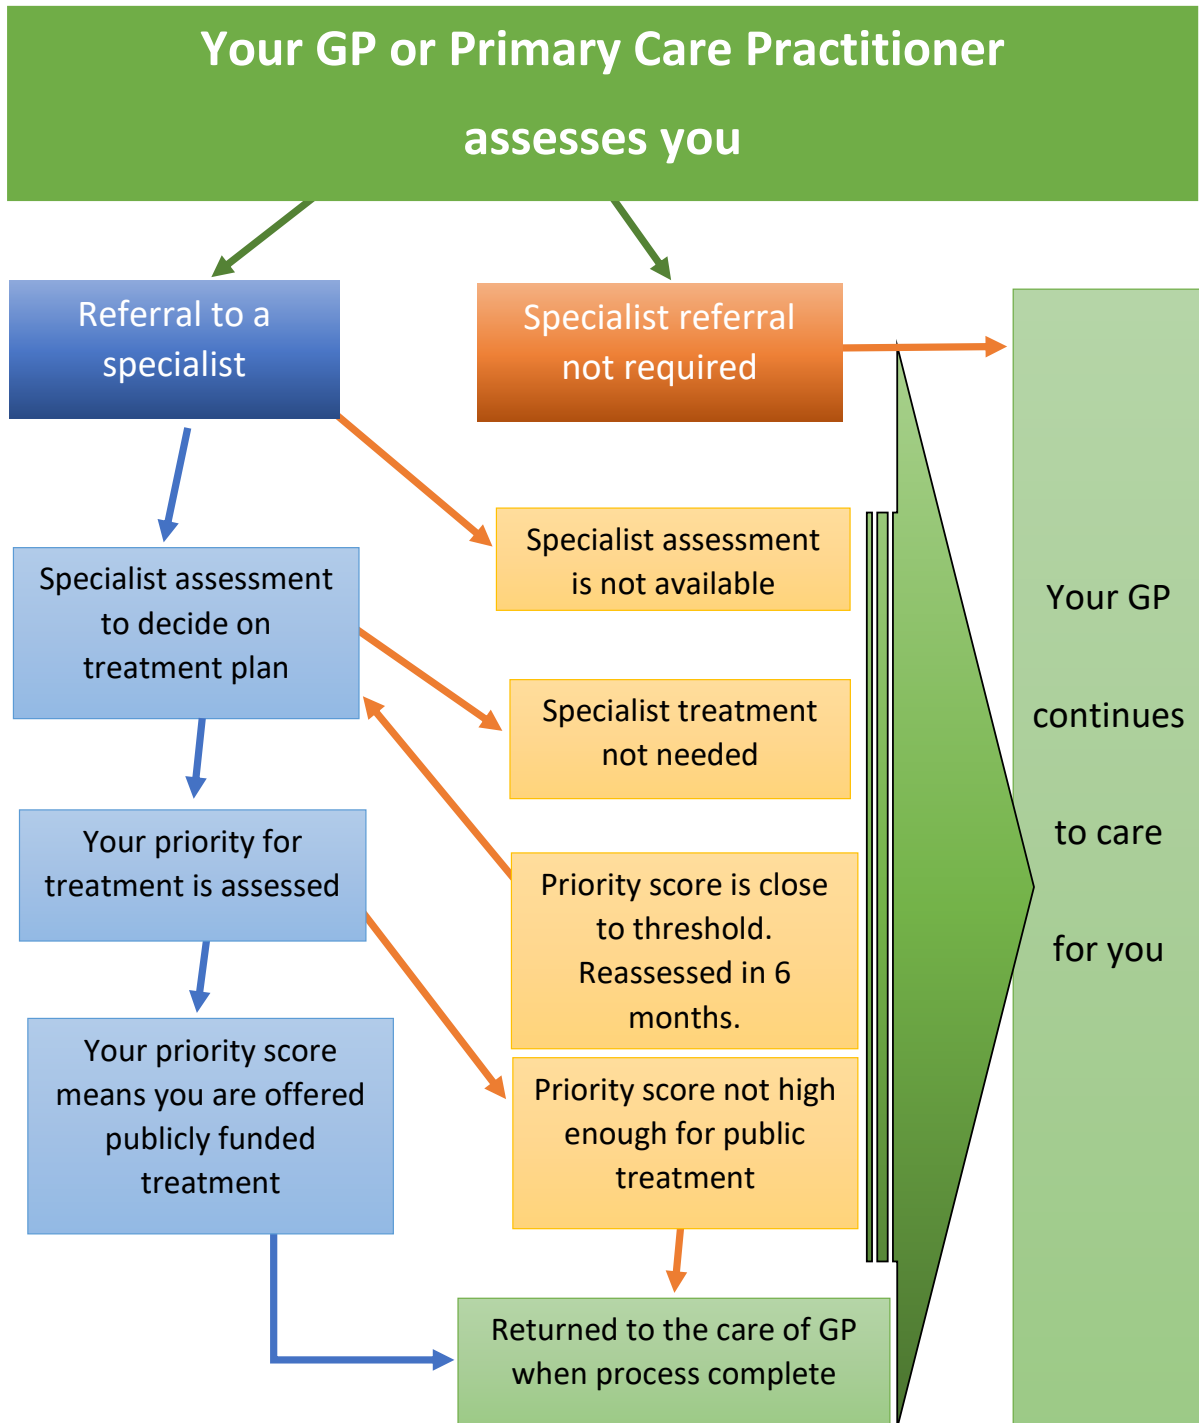 Your GP or Primary Care Practitioner
assesses you
Referral to a
specialist
Specialist referral
not required
Specialist assessment
is not available
Specialist assessment
to decide on
treatment plan
Specialist treatment
not needed
Your priority for
treatment is assessed
Priority score is close
to threshold.
Reassessed in 6
months.
Your priority score
means you are offered
publicly funded
treatment
Priority score not high
enough for public
treatment
Returned to the care of GP
when process complete
Your GP
continues
to care
for you